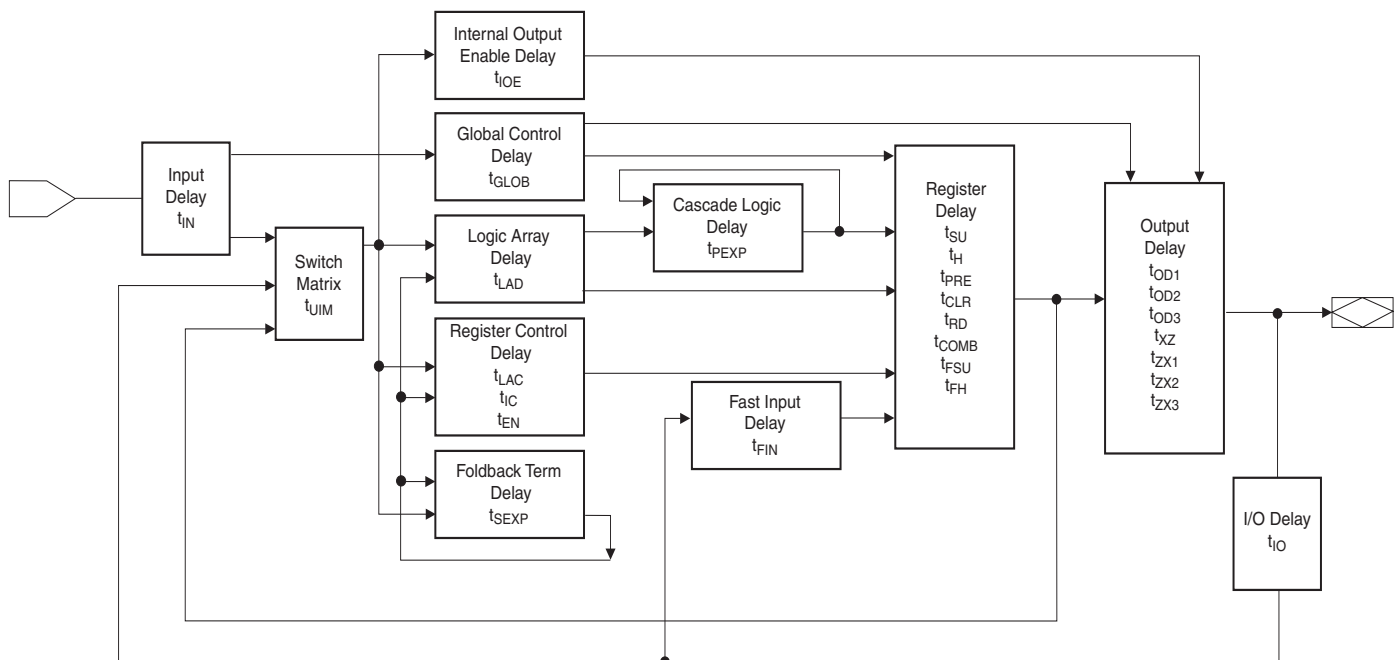 Internal Output
Enable Delay
tIOE
Global Control
Delay
tGLOB
Input
Delay
tIN
Switch
Matrix
tUIM
Logic Array
Delay
tLAD
Cascade Logic
Delay
tPEXP
Register Control
Delay
tLAC
tIC
tEN
Foldback Term
Delay
tSEXP
Fast Input
Delay
tFIN
Register
Delay
tSU
tH
tPRE
tCLR
tRD
tCOMB
tFSU
tFH
Output
Delay
tOD1
tOD2
tOD3
tXZ
tZX1
tZX2
tZX3
I/O Delay
tIO